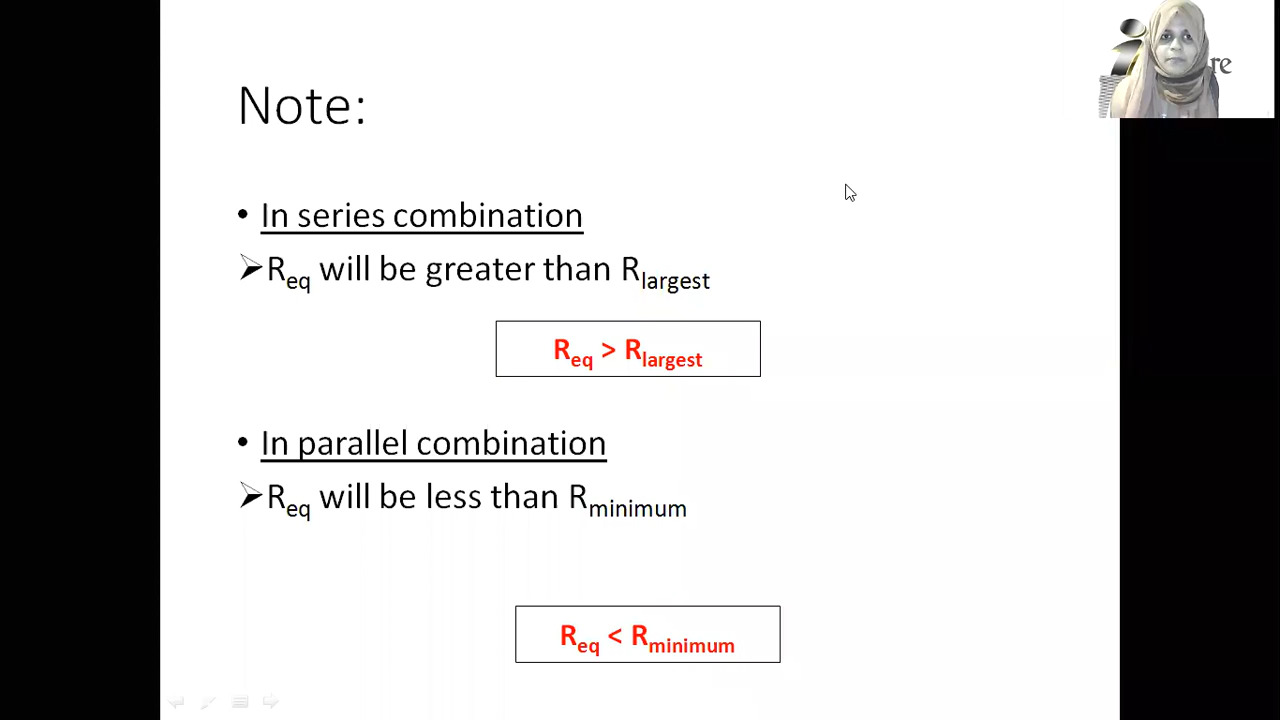 Note:
• In series combination
➢Req will be greater than Rlargest
Req > Rlargest
• In parallel combination
➢Req will be less than Rminimum
Req < Rminimum